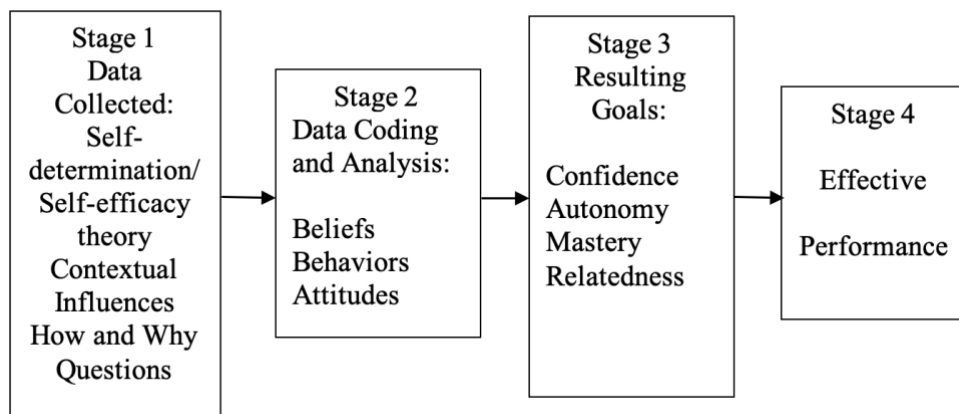 Stage 1
Data
Collected:
Self-
determination/
Self-efficacy
theory
Contextual
Influences
How and Why
Questions
Stage 2
Data Coding
and Analysis:
Beliefs
Behaviors
Attitudes
Stage 3
Resulting
Goals:
Confidence
Autonomy
Mastery
Relatedness
Stage 4
Effective
Performance